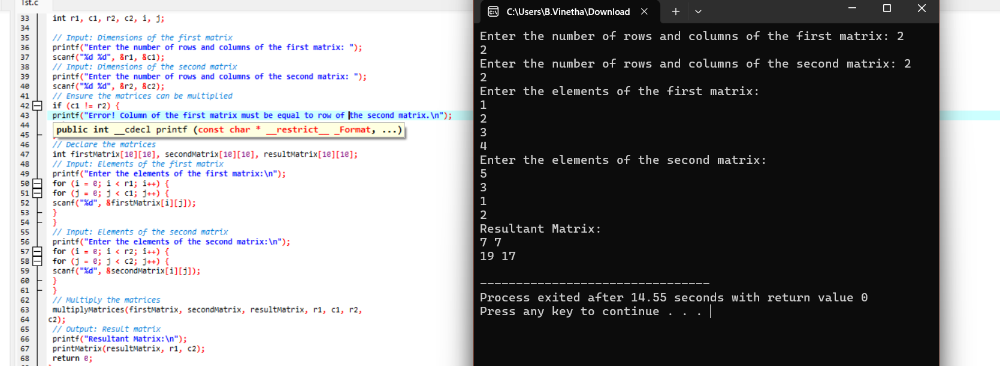 1st.c
33 int r1, c1, r2, c2, i, j;
34
35 // Input: Dimensions of the first matrix
36 printf("Enter the number of rows and columns of the first matrix: ");
37 scanf("%d %d", &r1, &c1);
38 // Input: Dimensions of the second matrix
39 printf("Enter the number of rows and columns of the second matrix: ");
40 scanf("%d %d", &r2, &c2);
41 // Ensure the matrices can be multiplied
42 if (c1 != r2) {
43 printf("Error! Column of the first matrix must be equal to row of the second matrix.\n");
44 public int __cdecl printf (const char * __restrict__ _Format, ...)
45
46 // Declare the matrices
47 int firstMatrix[10][10], secondMatrix[10][10], resultMatrix[10][10];
48 // Input: Elements of the first matrix
49 printf("Enter the elements of the first matrix:\n");
50 for (i = 0; i < r1; i++) {
51 for (j = 0; j < c1; j++) {
52 scanf("%d", &firstMatrix[i][j]);
53 }
54 }
55 // Input: Elements of the second matrix
56 printf("Enter the elements of the second matrix:\n");
57 for (i = 0; i < r2; i++) {
58 for (j = 0; j < c2; j++) {
59 scanf("%d", &secondMatrix[i][j]);
60 }
61 }
62 // Multiply the matrices
63 multiplyMatrices(firstMatrix, secondMatrix, resultMatrix, r1, c1, r2,
64 c2);
65 // Output: Result matrix
66 printf("Resultant Matrix:\n");
67 printMatrix(resultMatrix, r1, c2);
68 return 0;
C:\Users\B.Vinetha\Download
Enter the number of rows and columns of the first matrix: 2
2
Enter the number of rows and columns of the second matrix: 2
2
Enter the elements of the first matrix:
1
2
3
4
Enter the elements of the second matrix:
5
3
1
2
Resultant Matrix:
7 7
19 17
--------------------------------
Process exited after 14.55 seconds with return value 0
Press any key to continue . . .